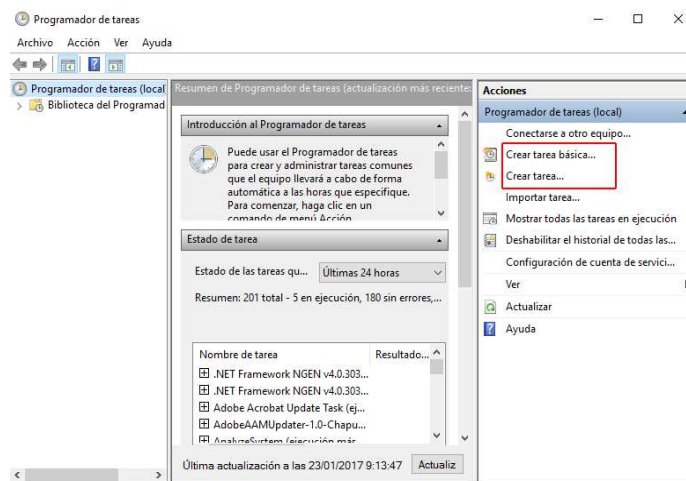 Programador de tareas
Archivo Acción Ver Ayuda
Programador de tareas (local
Biblioteca del Programad
Resumen de Programador de tareas (actualización más reciente:
Introducción al Programador de tareas
Puede usar el Programador de tareas
para crear y administrar tareas comunes
que el equipo llevará a cabo de forma
automática a las horas que especifique.
Para comenzar, haga clic en un
comando de menú Acción
Estado de tarea
Estado de las tareas qu... Últimas 24 horas
Resumen: 201 total - 5 en ejecución, 180 sin errores,...
Nombre de tarea Resultado...
.NET Framework NGEN v4.0.303...
.NET Framework NGEN v4.0.303...
Adobe Acrobat Update Task (ej...
AdobeAAMUpdater-1.0-Chapu...
AnalyzeSystem (ejecución más
Última actualización a las 23/01/2017 9:13:47 Actualiz
Acciones
Programador de tareas (local)
Conectarse a otro equipo...
Crear tarea básica...
Crear tarea...
Importar tarea...
Mostrar todas las tareas en ejecución
Deshabilitar el historial de todas las...
Configuración de cuenta de servici...
Ver
Actualizar
Ayuda